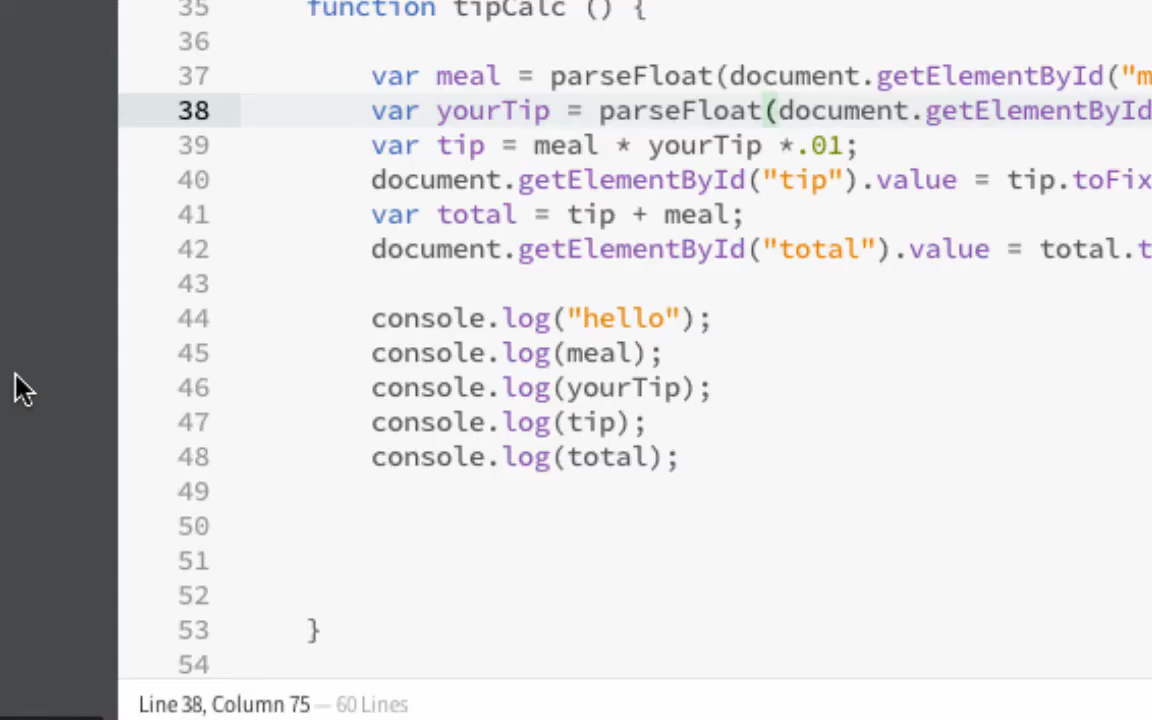 35 function tipCalc () {
36
37 var meal = parseFloat(document.getElementById("m
38 var yourTip = parseFloat(document.getElementById
39 var tip = meal * yourTip *.01;
40 document.getElementById("tip").value = tip.toFix
41 var total = tip + meal;
42 document.getElementById("total").value = total.t
43
44 console.log("hello");
45 console.log(meal);
46 console.log(yourTip);
47 console.log(tip);
48 console.log(total);
49
50
51
52
53 }
54
Line 38, Column 75 — 60 Lines